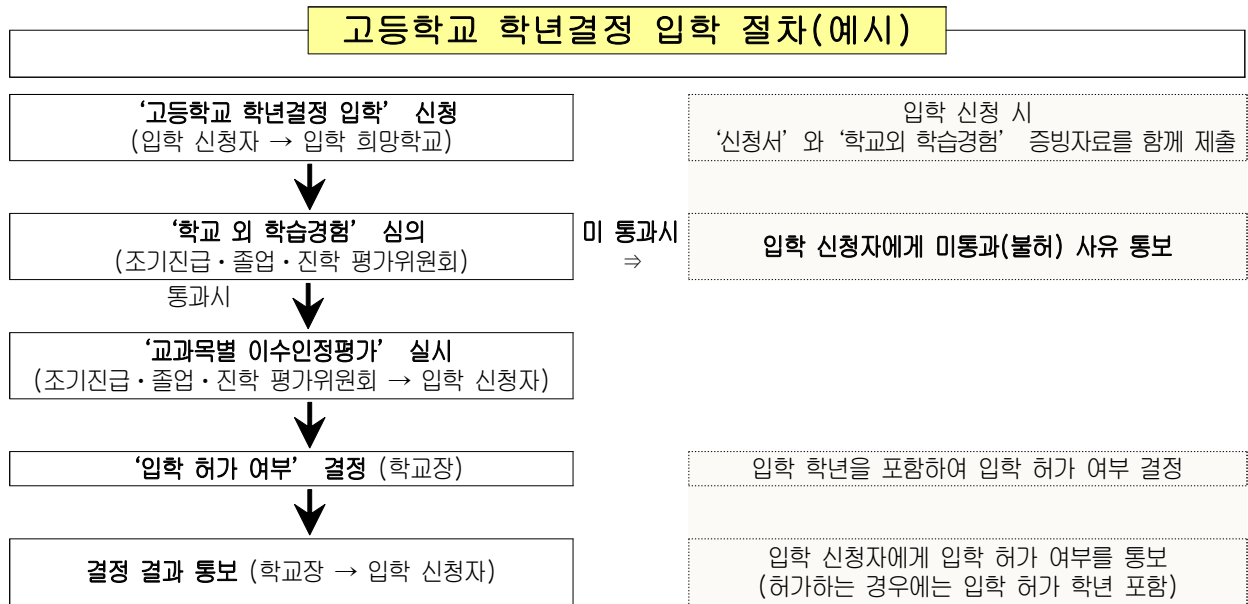 고등학교 학년결정 입학 절차(예시)
‘고등학교 학년결정 입학’ 신청
(입학 신청자 → 입학 희망학교)
입학 신청 시
‘신청서’와 ‘학교외 학습경험’ 증빙자료를 함께 제출
‘학교 외 학습경험’ 심의
(조기진급・졸업・진학 평가위원회)
미 통과시
⇒
입학 신청자에게 미통과(불허) 사유 통보
통과시
‘교과목별 이수인정평가’ 실시
(조기진급・졸업・진학 평가위원회 → 입학 신청자)
‘입학 허가 여부’ 결정 (학교장)
입학 학년을 포함하여 입학 허가 여부 결정
결정 결과 통보 (학교장 → 입학 신청자)
입학 신청자에게 입학 허가 여부를 통보
(허가하는 경우에는 입학 허가 학년 포함)